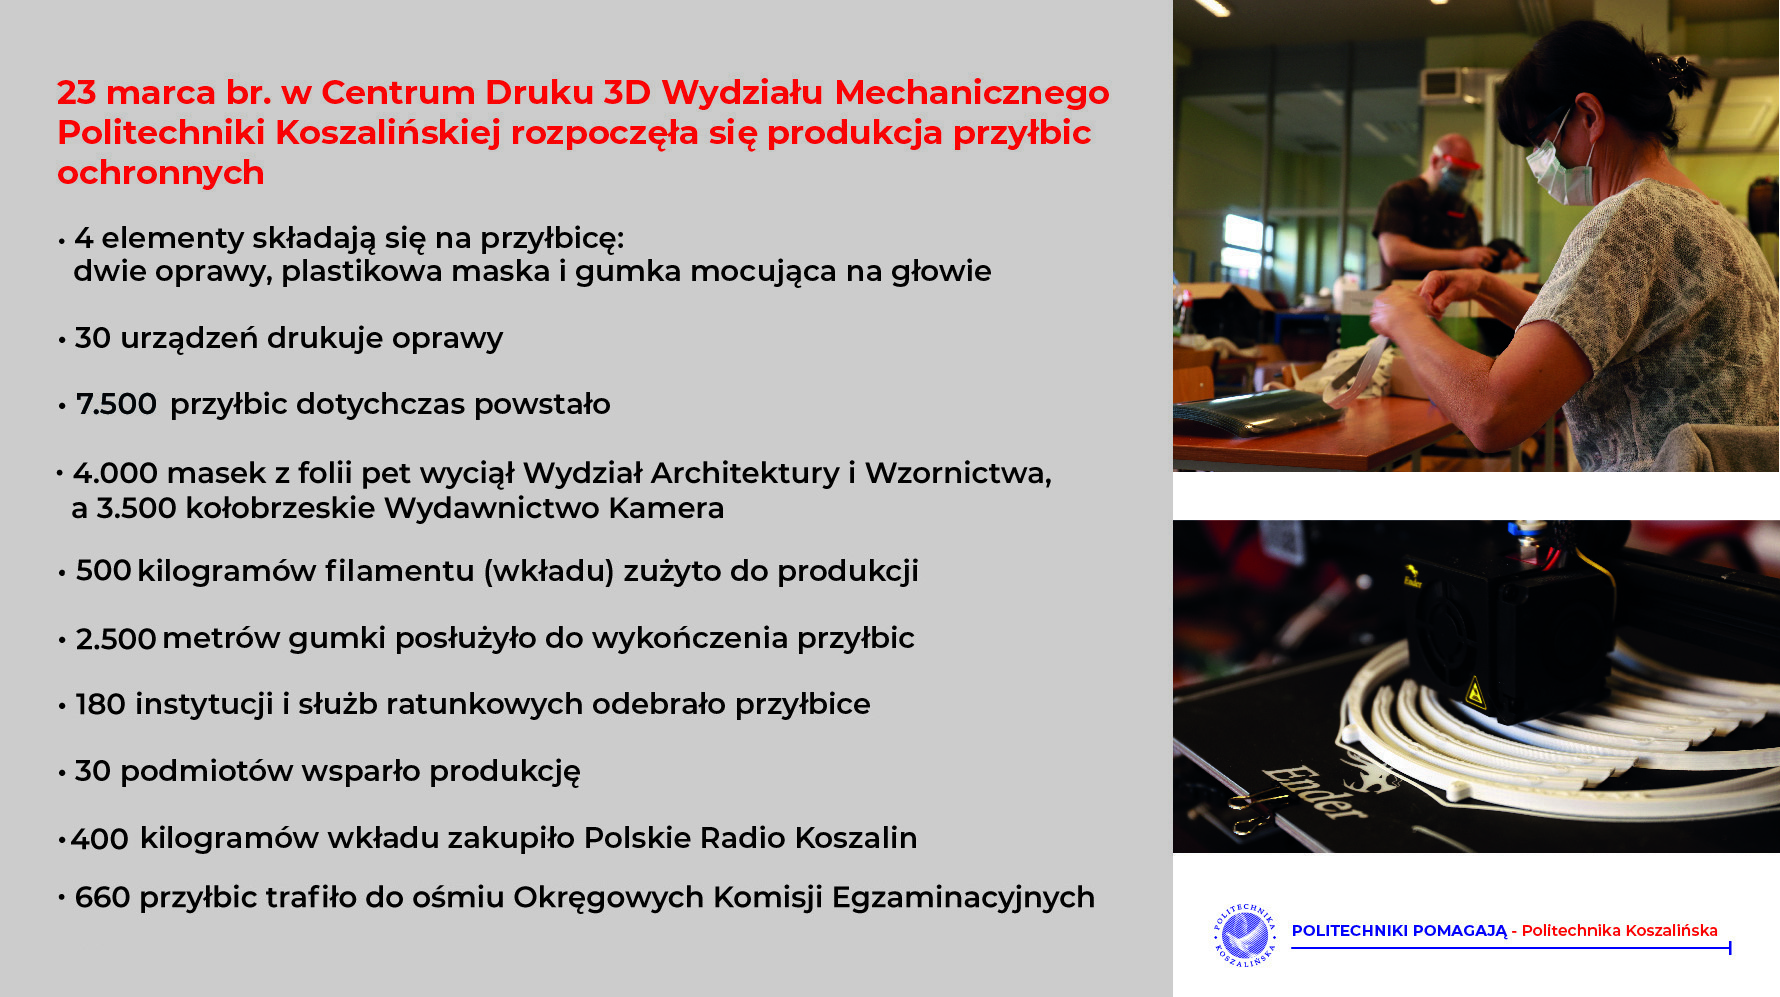 23 marca br. w Centrum Druku 3D Wydziału Mechanicznego
Politechniki Koszalińskiej rozpoczęła się produkcja przyłbic
ochronnych
• 4 elementy składają się na przyłbicę:
dwie oprawy, plastikowa maska i gumka mocująca na głowie
• 30 urządzeń drukuje oprawy
• 7.500 przyłbic dotychczas powstało
• 4.000 masek z folii pet wyciął Wydział Architektury i Wzornictwa,
a 3.500 kołobrzeskie Wydawnictwo Kamera
• 500 kilogramów filamentu (wkładu) zużyto do produkcji
• 2.500 metrów gumki posłużyło do wykończenia przyłbic
• 180 instytucji i służb ratunkowych odebrało przyłbice
• 30 podmiotów wsparło produkcję
• 400 kilogramów wkładu zakupiło Polskie Radio Koszalin
• 660 przyłbic trafiło do ośmiu Okręgowych Komisji Egzaminacyjnych
Ender
Ender
POLITECHNIKA
KOSZALIŃSKA
POLITECHNIKI POMAGAJĄ - Politechnika Koszalińska